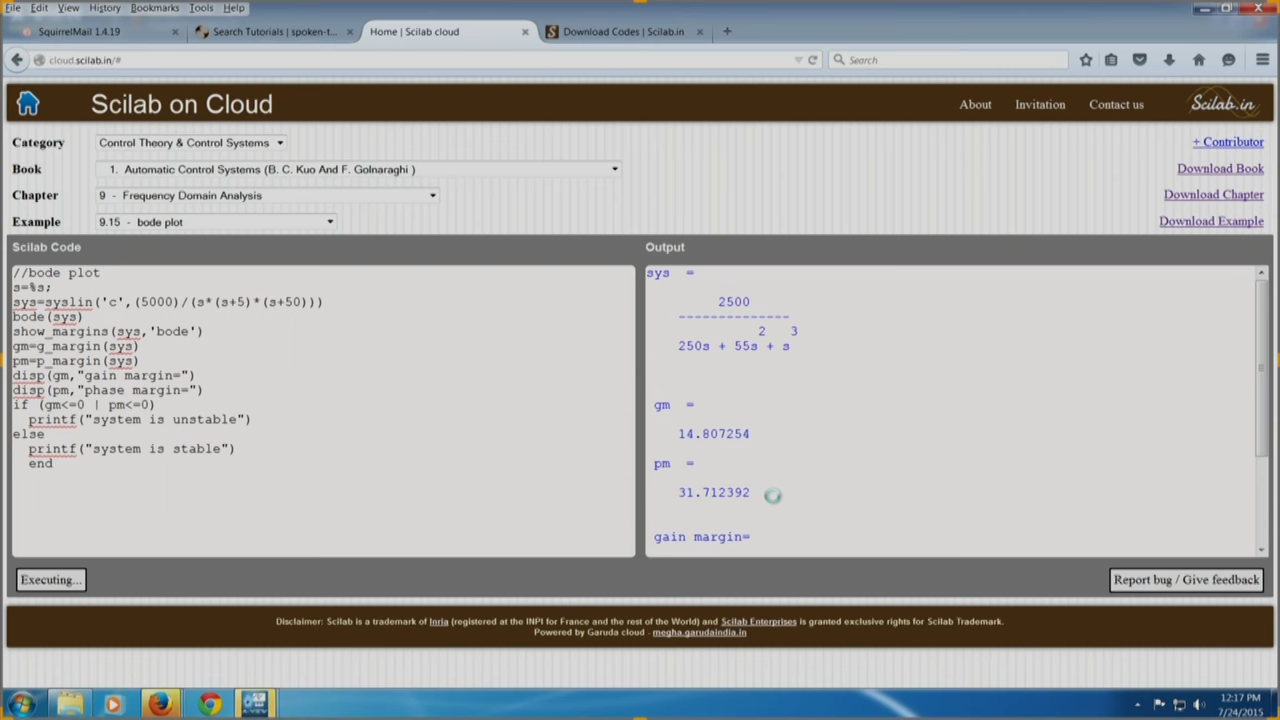 File Edit View History Bookmarks Tools Help
SquirrelMail 1.4.19 × Search Tutorials | spoken-t... × Home | Scilab cloud × Download Codes | Scilab.in × +
cloud.scilab.in/# Search
Scilab on Cloud About Invitation Contact us Scilab.in
Category Control Theory & Control Systems + Contributor
Book 1. Automatic Control Systems (B. C. Kuo And F. Golnaraghi ) Download Book
Chapter 9 - Frequency Domain Analysis Download Chapter
Example 9.15 - bode plot Download Example
Scilab Code
//bode plot
s=%s;
sys=syslin('c',(5000)/(s*(s+5)*(s+50)))
bode(sys)
show_margins(sys,'bode')
gm=g_margin(sys)
pm=p_margin(sys)
disp(gm,"gain margin=")
disp(pm,"phase margin=")
if (gm<=0 | pm<=0)
printf("system is unstable")
else
printf("system is stable")
end
Output
sys =
2500
--------------
2 3
250s + 55s + s
gm =
14.807254
pm =
31.712392
gain margin=
Executing... Report bug / Give feedback
Disclaimer: Scilab is a trademark of Inria (registered at the INPI for France and the rest of the World) and Scilab Enterprises is granted exclusive rights for Scilab Trademark.
Powered by Garuda cloud - megha.garudaindia.in
12:17 PM
7/24/2015